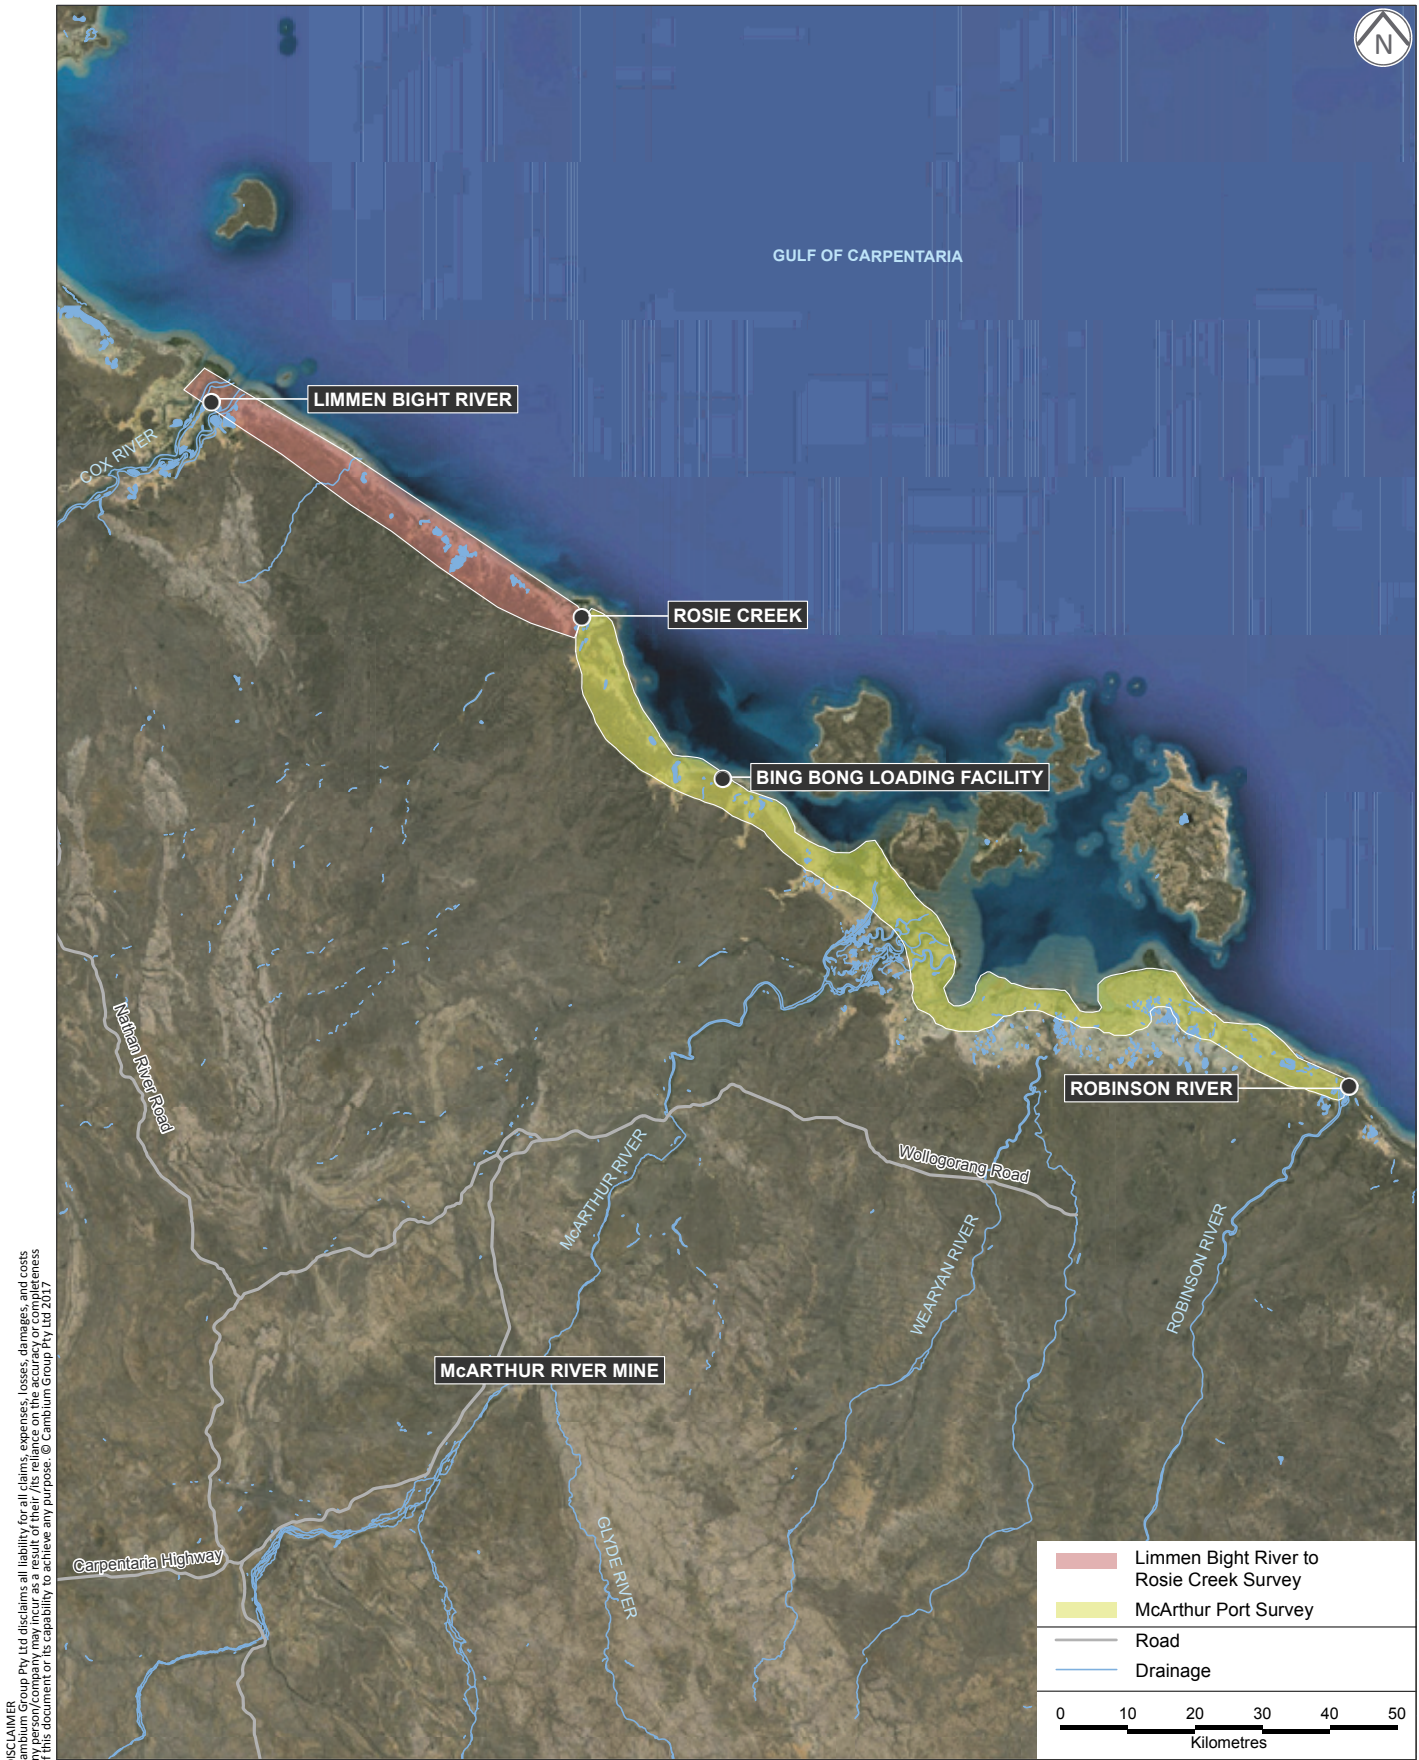 N
GULF OF CARPENTARIA
LIMMEN BIGHT RIVER
COX RIVER
ROSIE CREEK
BING BONG LOADING FACILITY
ROBINSON RIVER
Nathan River Road
McARTHUR RIVER
Wollogorang Road
WEARYAN RIVER
ROBINSON RIVER
McARTHUR RIVER MINE
GLYDE RIVER
Carpentaria Highway
Limmen Bight River to
Rosie Creek Survey
McArthur Port Survey
Road
Drainage
0 10 20 30 40 50
Kilometres
ISCLAIMER
ambium Group Pty Ltd disclaims all liability for all claims, expenses, losses, damages, and costs
ny person/company may incur as a result of their /its reliance on the accuracy or completeness
f this document or its capability to achieve any purpose. © Cambium Group Pty Ltd 2017